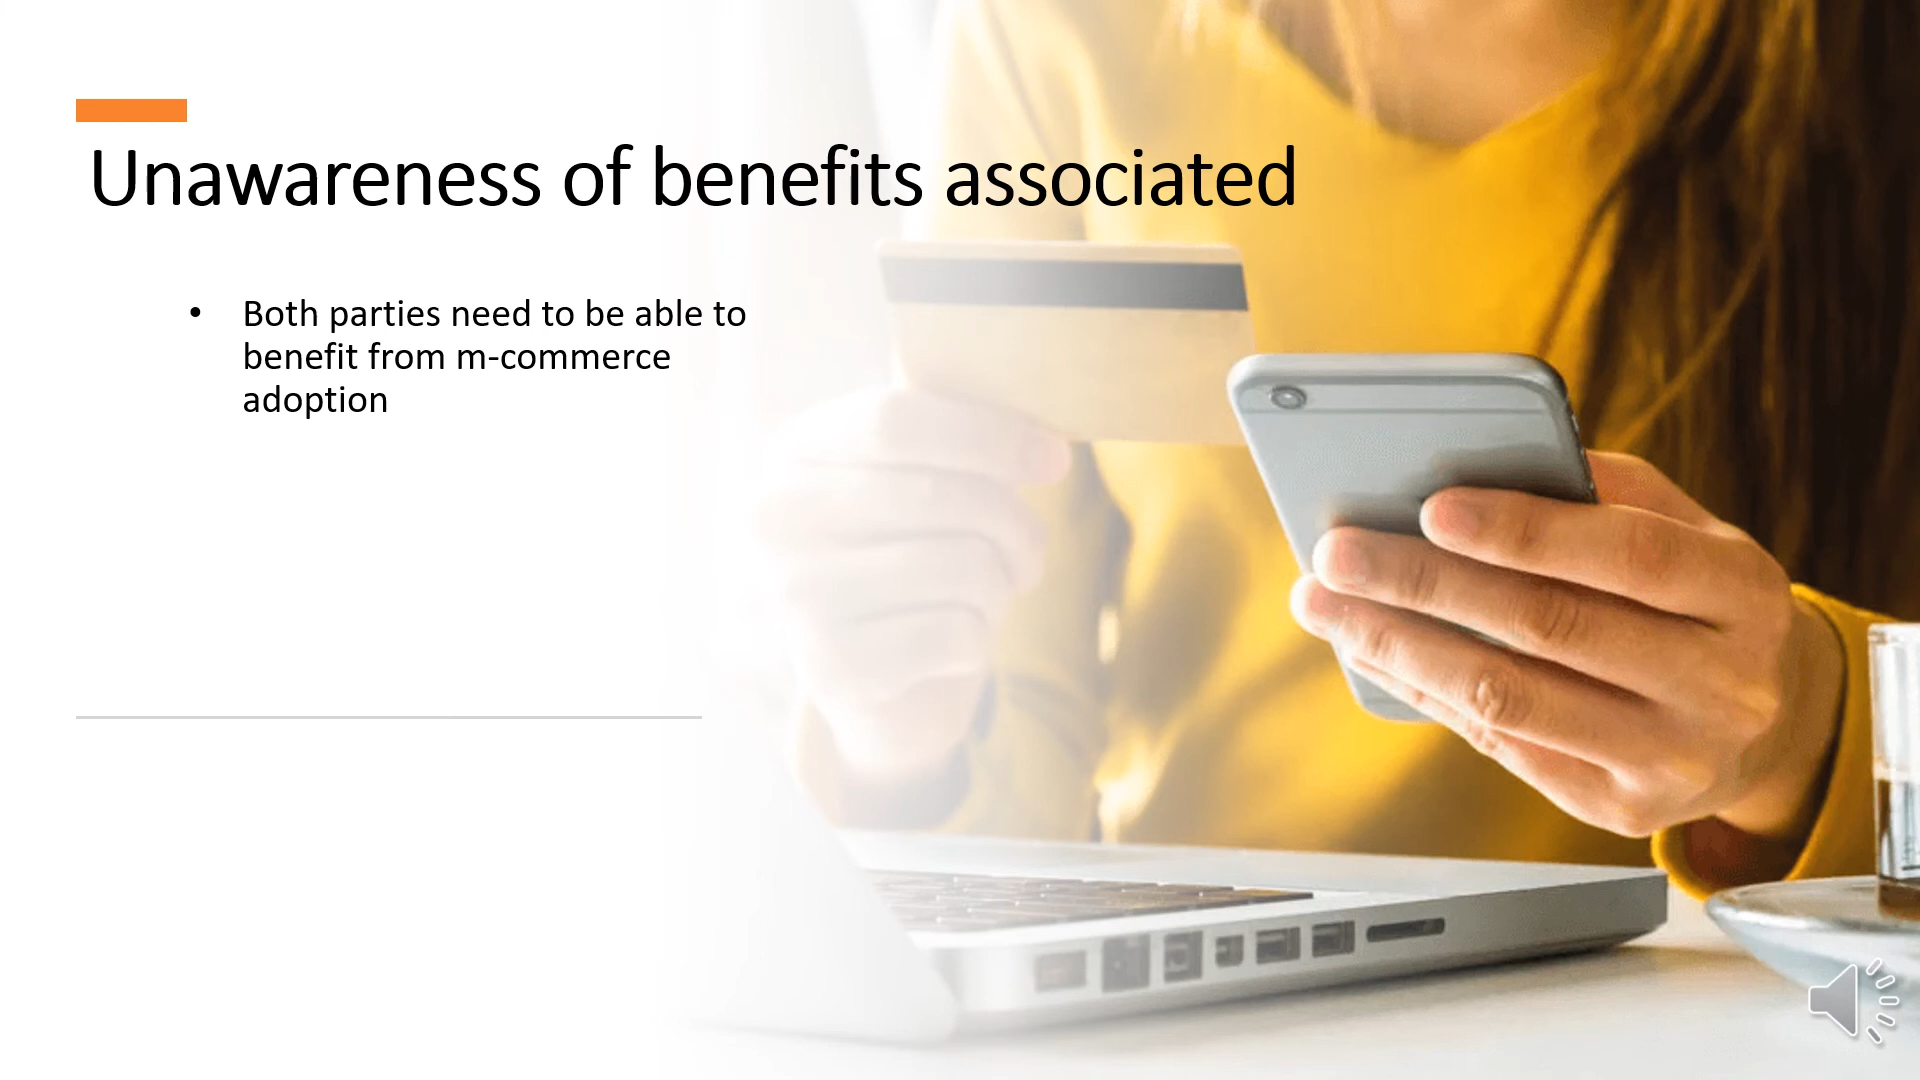 Unawareness of benefits associated
• Both parties need to be able to
benefit from m-commerce
adoption